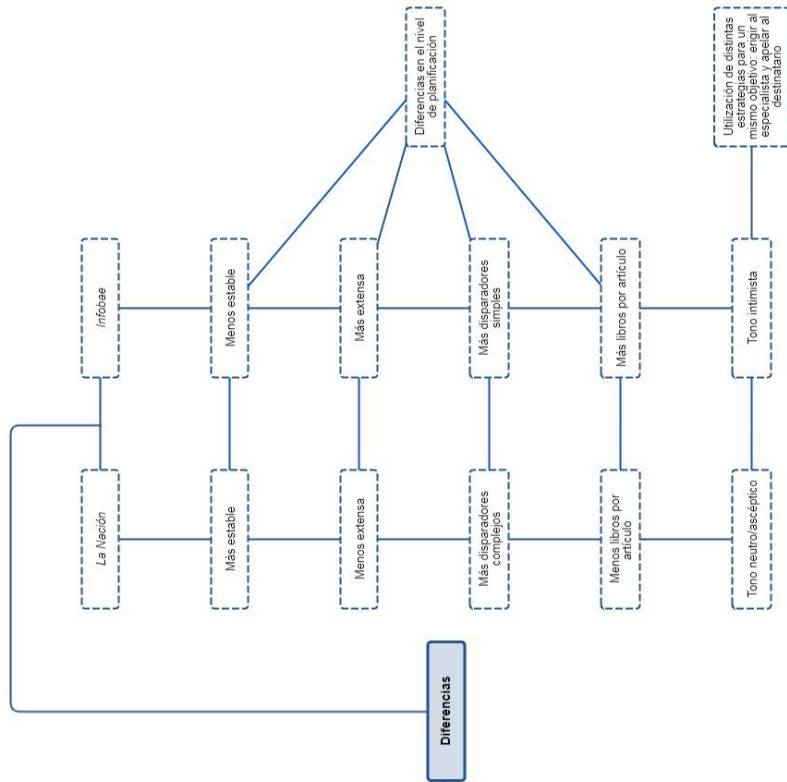 Diferencias
La Nación
Infobae
Más estable
Menos estable
Menos extensa
Más extensa
Más disparadores
complejos
Más disparadores
simples
Menos libros por
artículo
Más libros por artículo
Tono neutro/ascéptico
Tono intimista
Diferencias en el nivel
de planificación
Utilización de distintas
estrategias para un
mismo objetivo: erigir al
especialista y apelar al
destinatario